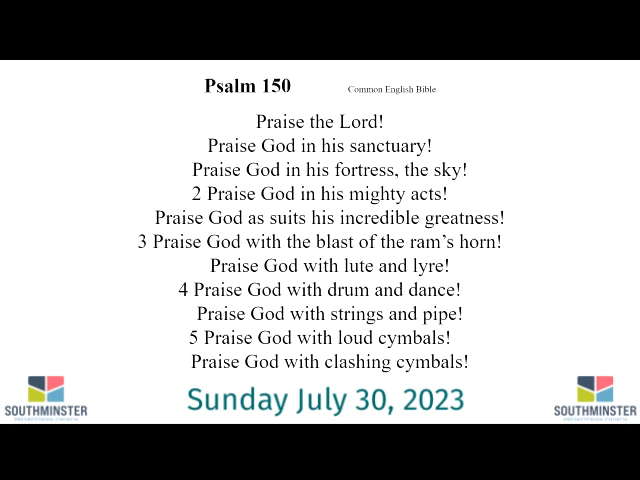 Psalm 150 Common English Bible
Praise the Lord!
Praise God in his sanctuary!
Praise God in his fortress, the sky!
2 Praise God in his mighty acts!
Praise God as suits his incredible greatness!
3 Praise God with the blast of the ram’s horn!
Praise God with lute and lyre!
4 Praise God with drum and dance!
Praise God with strings and pipe!
5 Praise God with loud cymbals!
Praise God with clashing cymbals!
Sunday July 30, 2023
SOUTHMINSTER
SOUTHMINSTER